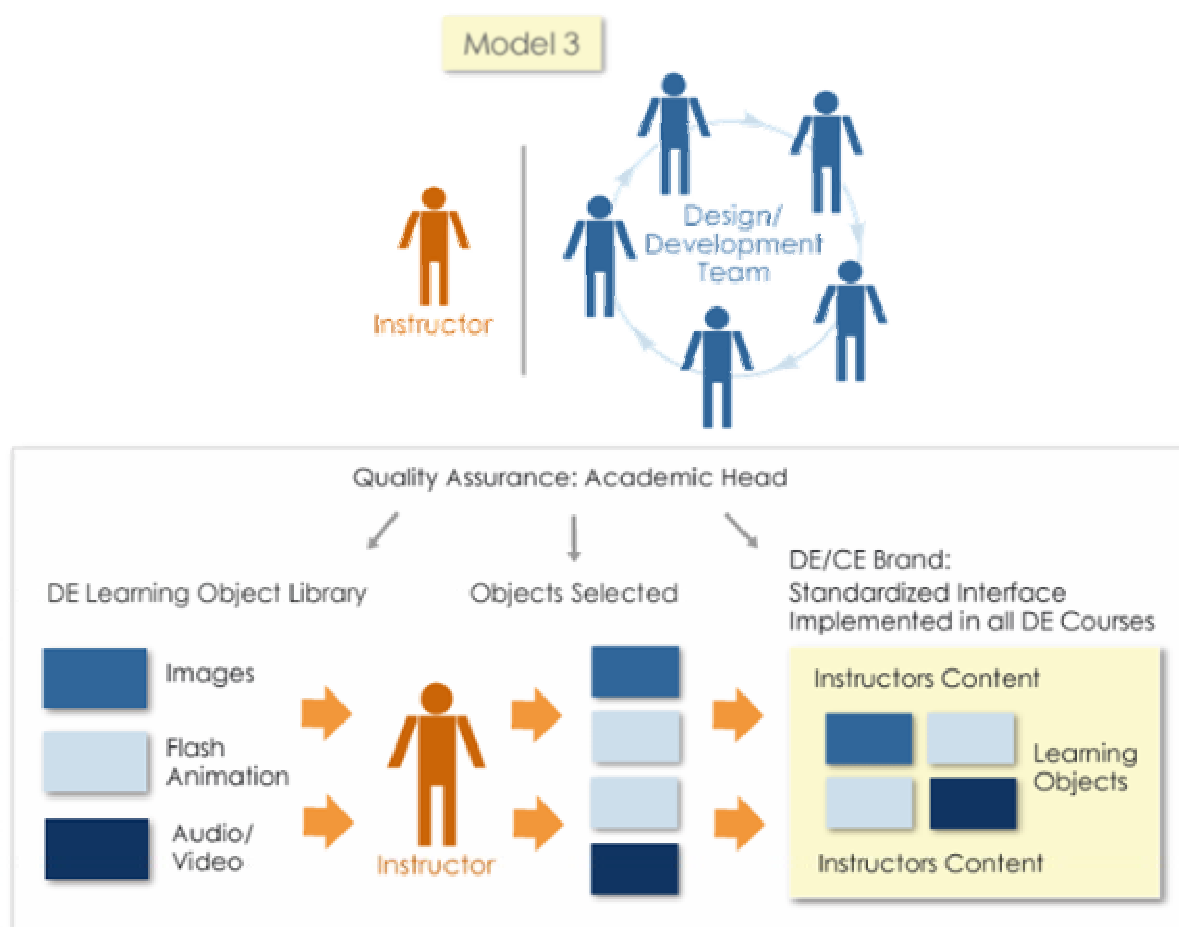 Model 3
Design/
Development
Team
Instructor
Quality Assurance: Academic Head
DE Learning Object Library
Objects Selected
DE/CE Brand:
Standardized Interface
Implemented in all DE Courses
Images
Flash
Animation
Audio/
Video
Instructor
Instructors Content
Learning
Objects
Instructors Content